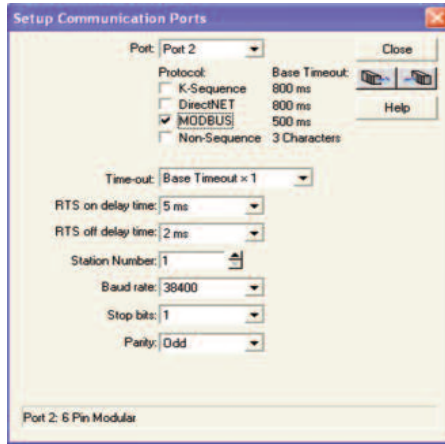 Setup Communication Ports
Port: Port 2
Close
Protocol: Base Timeout:
K-Sequence 800 ms
DirectNET 800 ms
MODBUS 500 ms
Non-Sequence 3 Characters
Help
Time-out: Base Timeout × 1
RTS on delay time: 5 ms
RTS off delay time: 2 ms
Station Number: 1
Baud rate: 38400
Stop bits: 1
Parity: Odd
Port 2: 6 Pin Modular